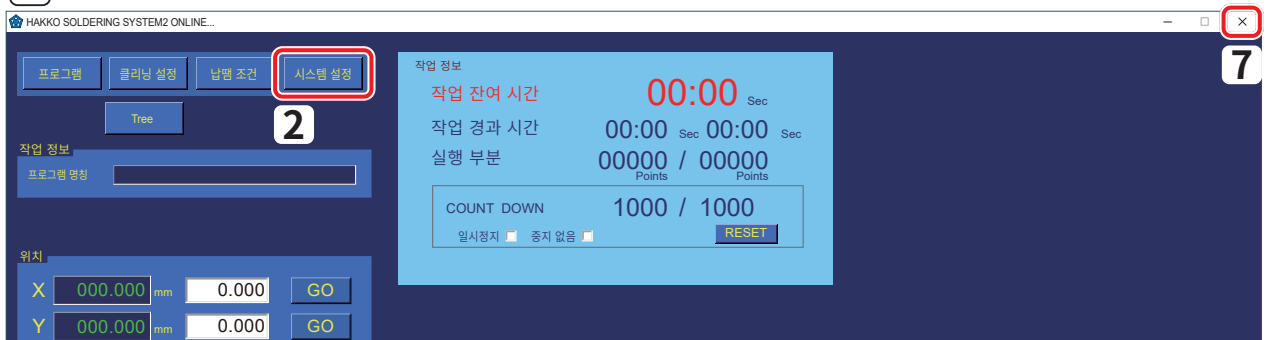 HAKKO SOLDERING SYSTEM2 ONLINE...
7
프로그램 클리닝 설정 납땜 조건 시스템 설정
Tree
2
작업 정보
프로그램 명칭
위치
X 000.000 mm 0.000 GO
Y 000.000 mm 0.000 GO
작업 정보
작업 잔여 시간 00:00 Sec
작업 경과 시간 00:00 Sec 00:00 Sec
실행 부분 00000 / 00000
Points Points
COUNT DOWN 1000 / 1000
일시정지 중지 없음 RESET